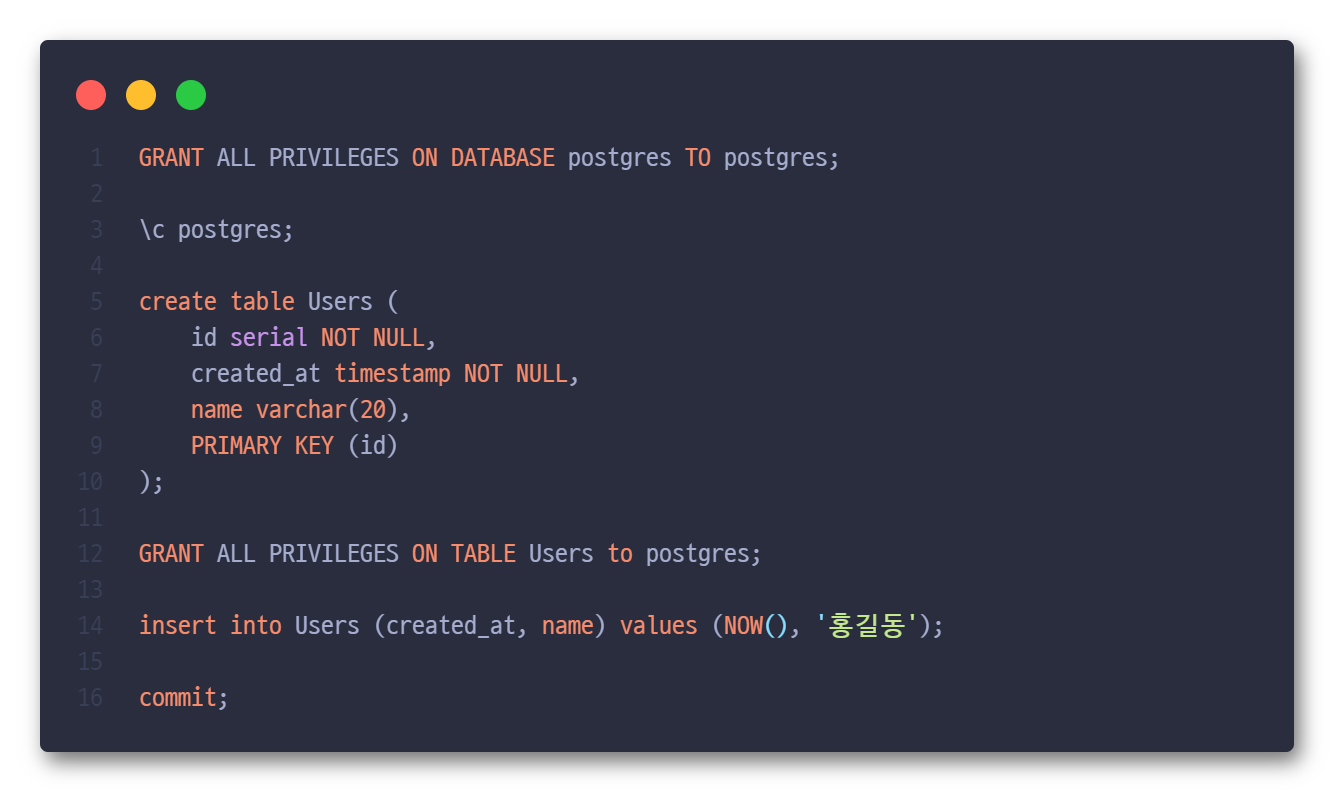 1 GRANT ALL PRIVILEGES ON DATABASE postgres TO postgres;
2
3 \c postgres;
4
5 create table Users (
6     id serial NOT NULL,
7     created_at timestamp NOT NULL,
8     name varchar(20),
9     PRIMARY KEY (id)
10 );
11
12 GRANT ALL PRIVILEGES ON TABLE Users to postgres;
13
14 insert into Users (created_at, name) values (NOW(), '홍길동');
15
16 commit;